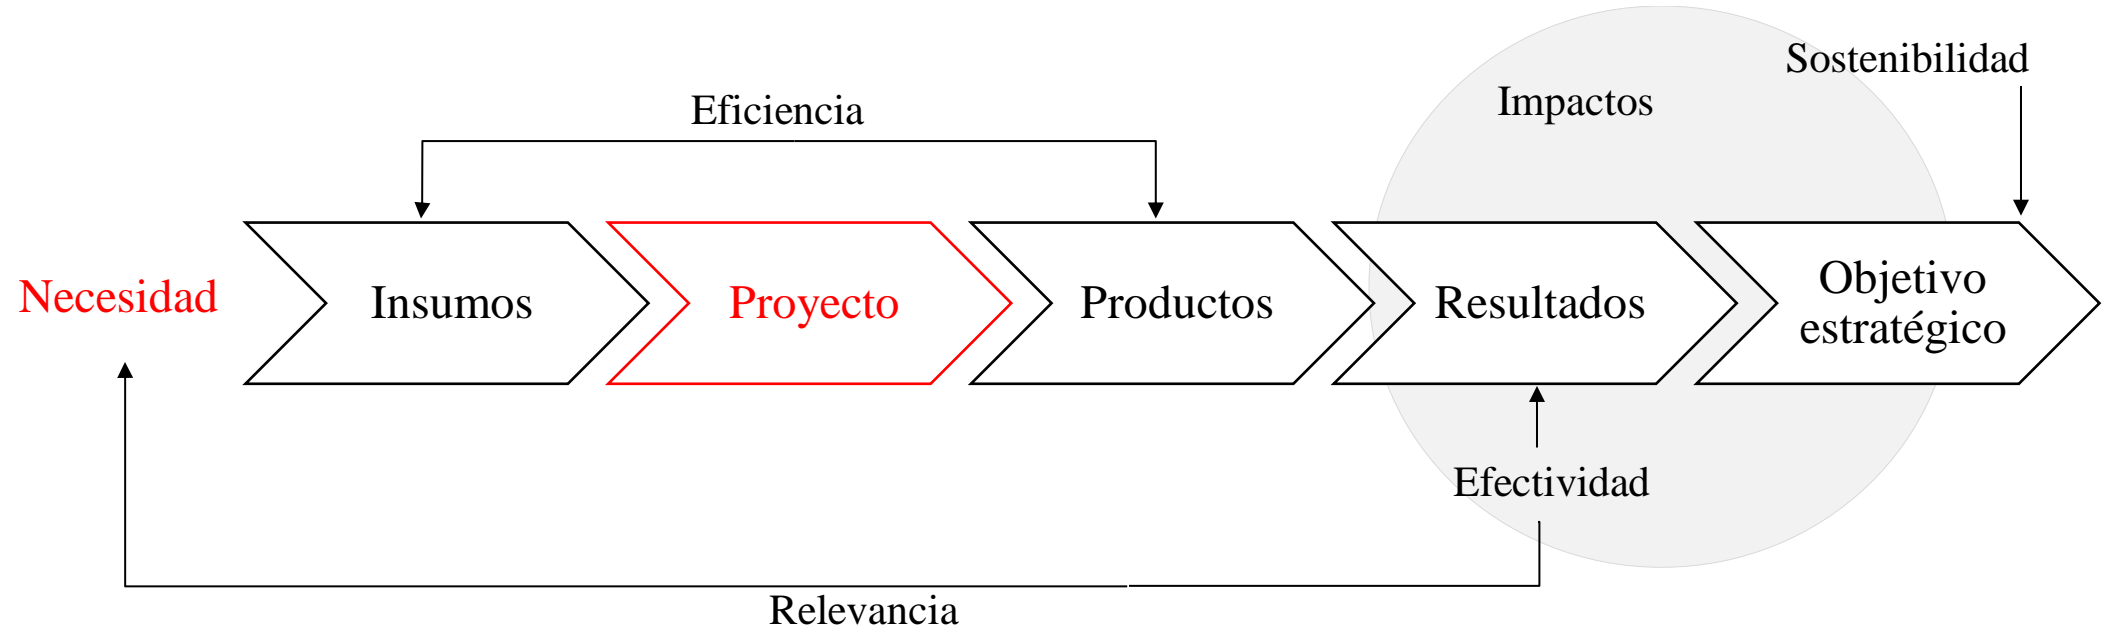 Sostenibilidad
Impactos
Eficiencia
Necesidad
Insumos
Proyecto
Productos
Resultados
Objetivo
estratégico
Efectividad
Relevancia